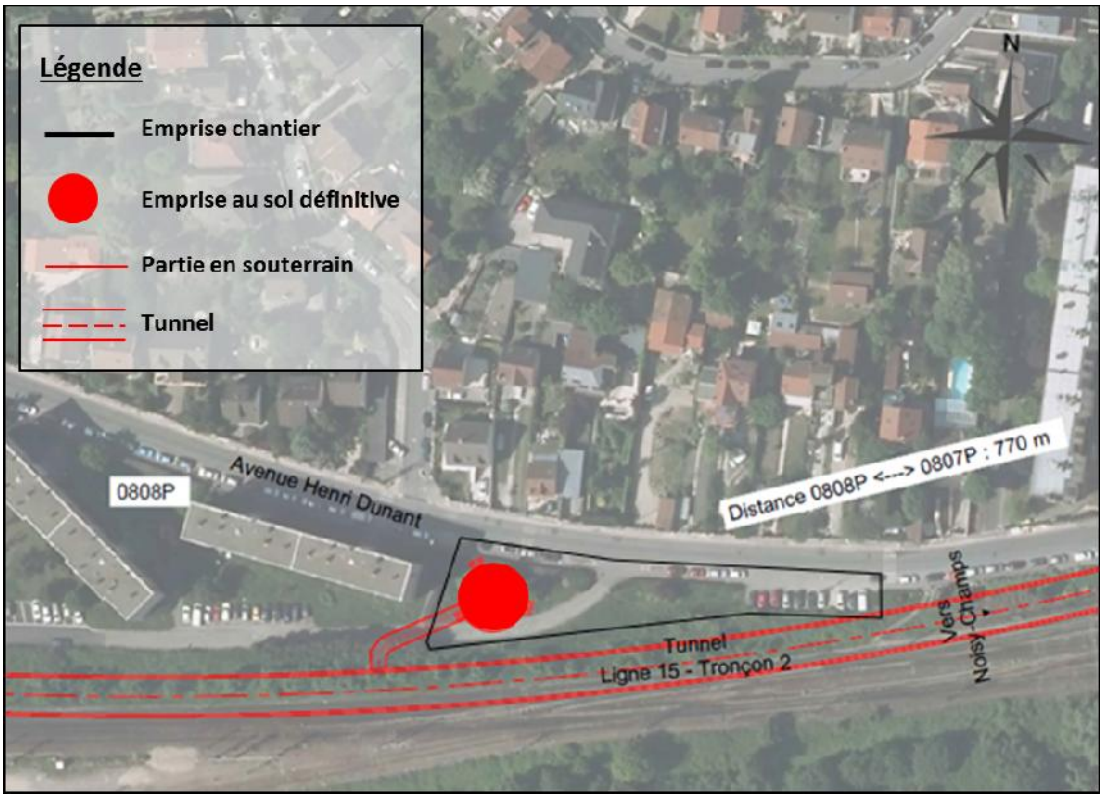 Légende
Emprise chantier
Emprise au sol définitive
Partie en souterrain
Tunnel
N
Distance 0808P <---> 0807P : 770 m
0808P
Avenue Henri Dunant
Tunnel
Ligne 15 - Tronçon 2
Vers
Noisy Champs